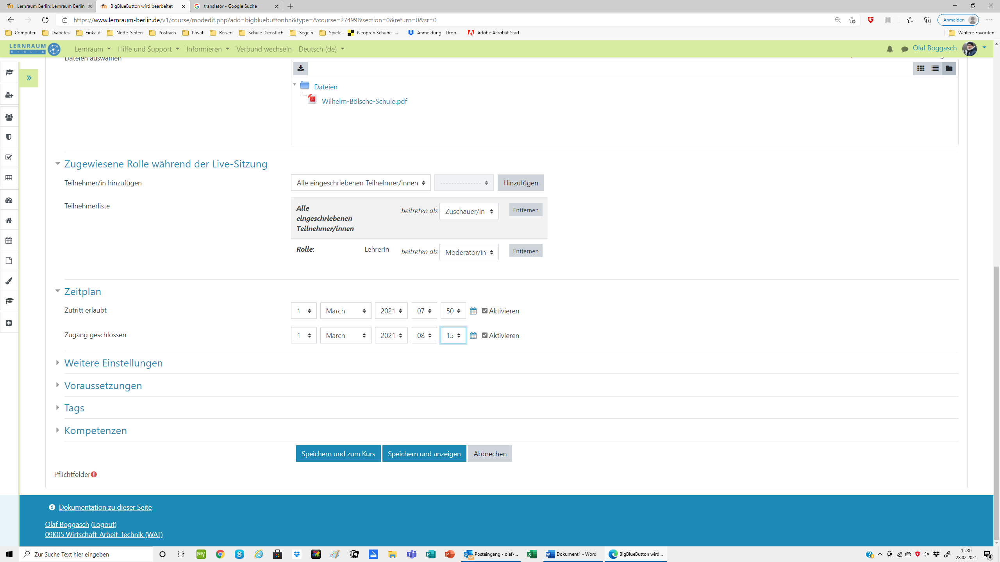 Lernraum Berlin: Lernraum Berlin
BigBlueButton wird bearbeitet
translator - Google Suche
https://www.lernraum-berlin.de/v1/course/modedit.php?add=bigbluebuttonbn&type=&course=27499&section=0&return=0&sr=0
Anmelden
Computer Diabetes Einkauf Nette_Seiten Postfach Privat Reisen Schule Dienstlich Segeln Spiele Neopren Schuhe -... Anmeldung - Drop... Adobe Acrobat Start Weitere Favoriten
LERNRAUM
BERLIN
Lernraum Hilfe und Support Informieren Verbund wechseln Deutsch (de) Olaf Boggasch
Dateien auswählen
Dateien
Wilhelm-Bölsche-Schule.pdf
Zugewiesene Rolle während der Live-Sitzung
Teilnehmer/in hinzufügen Alle eingeschriebenen Teilnehmer/innen --------------- Hinzufügen
Teilnehmerliste
Alle
eingeschriebenen
Teilnehmer/innen
beitreten als Zuschauer/in Entfernen
Rolle: LehrerIn beitreten als Moderator/in Entfernen
Zeitplan
Zutritt erlaubt 1 March 2021 07 50 Aktivieren
Zugang geschlossen 1 March 2021 08 15 Aktivieren
Weitere Einstellungen
Voraussetzungen
Tags
Kompetenzen
Speichern und zum Kurs Speichern und anzeigen Abbrechen
Pflichtfelder
Dokumentation zu dieser Seite
Olaf Boggasch (Logout)
09K05 Wirtschaft-Arbeit-Technik (WAT)
Zur Suche Text hier eingeben
my
Posteingang - olaf-...
Dokument1 - Word
BigBlueButton wird...
15:30
28.02.2021
4